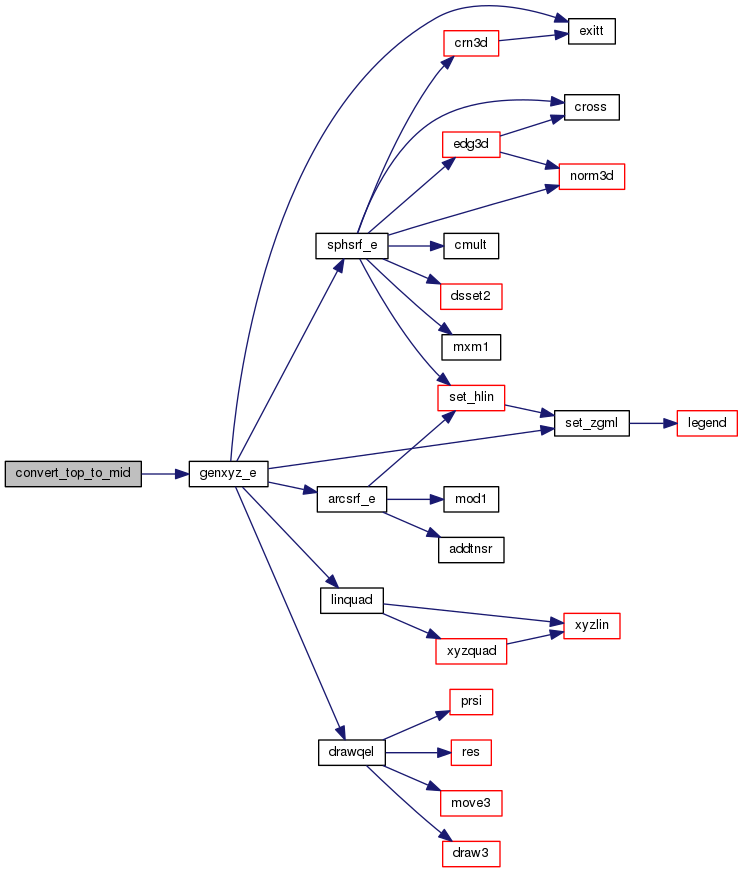 exitt
crn3d
cross
edg3d
norm3d
sphsrf_e
cmult
dsset2
mxm1
set_hlin
set_zgml
legend
convert_top_to_mid
genxyz_e
arcsrf_e
mod1
addtnsr
linquad
xyzlin
xyzquad
prsi
drawqel
res
move3
draw3